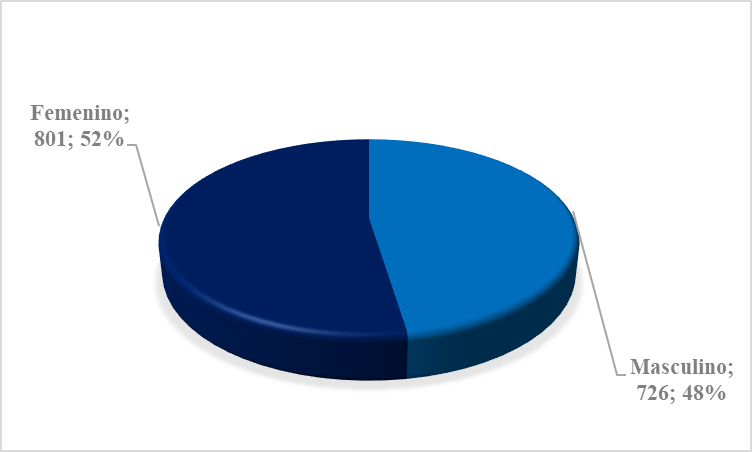 Femenino;
801; 52%
Masculino;
726; 48%